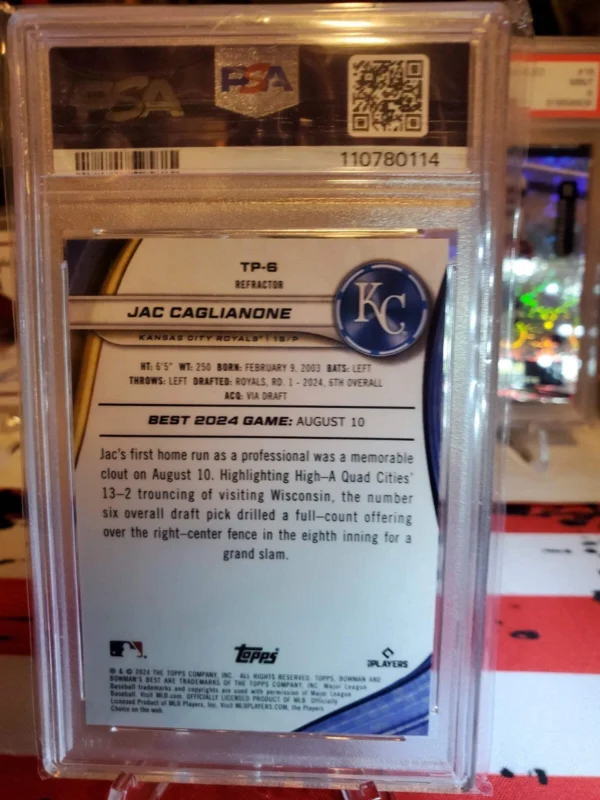 PSA
PSA
110780114
TP-6
REFRACTOR
JAC CAGLIANONE
KC
KANSAS CITY ROYALS® | 1B/P
HT: 6'5" WT: 250 BORN: FEBRUARY 9, 2003 BATS: LEFT
THROWS: LEFT DRAFTED: ROYALS, RD. 1 - 2024, 6TH OVERALL
ACQ: VIA DRAFT
BEST 2024 GAME: AUGUST 10
Jac's first home run as a professional was a memorable
clout on August 10. Highlighting High–A Quad Cities'
13–2 trouncing of visiting Wisconsin, the number
six overall draft pick drilled a full–count offering
over the right–center fence in the eighth inning for a
grand slam.
topps
PLAYERS
® & © 2024 THE TOPPS COMPANY, INC. ALL RIGHTS RESERVED. TOPPS, BOWMAN AND
BOWMAN'S BEST ARE TRADEMARKS OF THE TOPPS COMPANY, INC. Major League
Baseball trademarks and copyrights are used with permission of Major League
Baseball. Visit MLB.com. OFFICIALLY LICENSED PRODUCT OF MLB Officially
Licensed Product of MLB Players, Inc. Visit MLBPLAYERS.COM, the Players
Choice on the web.
MINT